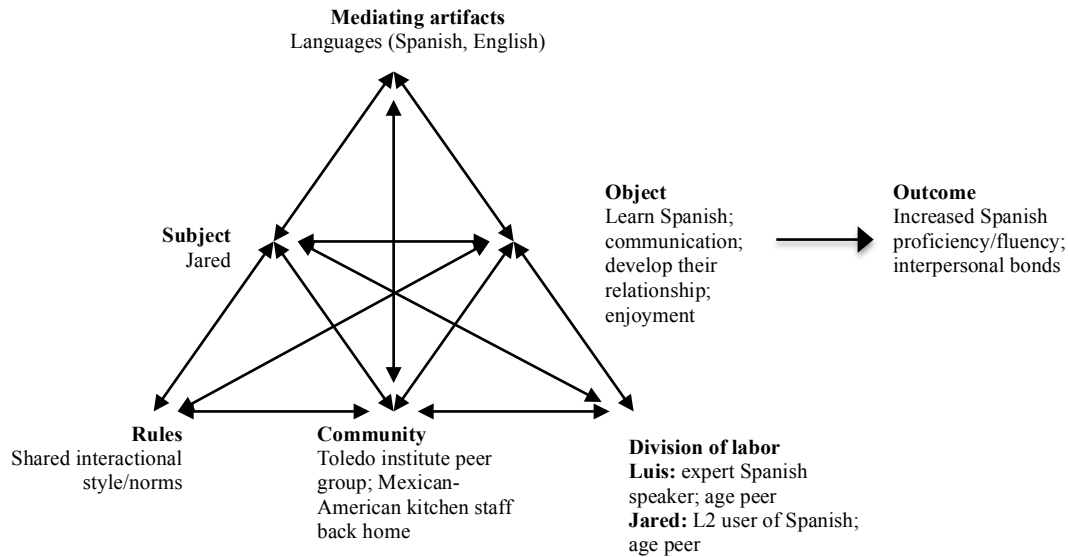 Mediating artifacts
Languages (Spanish, English)
Subject
Jared
Object
Learn Spanish;
communication;
develop their
relationship;
enjoyment
Outcome
Increased Spanish
proficiency/fluency;
interpersonal bonds
Rules
Shared interactional
style/norms
Community
Toledo institute peer
group; Mexican-
American kitchen staff
back home
Division of labor
Luis: expert Spanish
speaker; age peer
Jared: L2 user of Spanish;
age peer